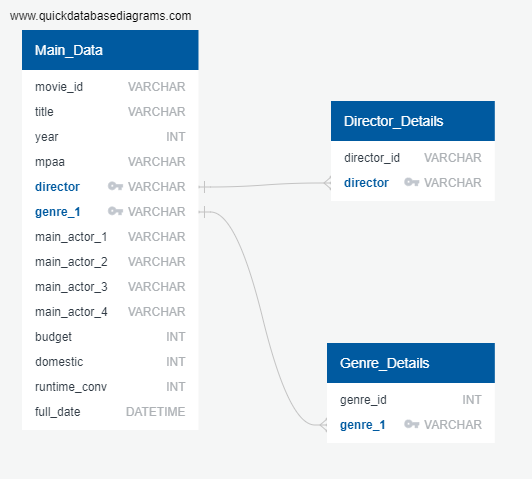 www.quickdatabasediagrams.com
Main_Data
movie_id VARCHAR
title VARCHAR
year INT
mpaa VARCHAR
director VARCHAR
genre_1 VARCHAR
main_actor_1 VARCHAR
main_actor_2 VARCHAR
main_actor_3 VARCHAR
main_actor_4 VARCHAR
budget INT
domestic INT
runtime_conv INT
full_date DATETIME
Director_Details
director_id VARCHAR
director VARCHAR
Genre_Details
genre_id INT
genre_1 VARCHAR